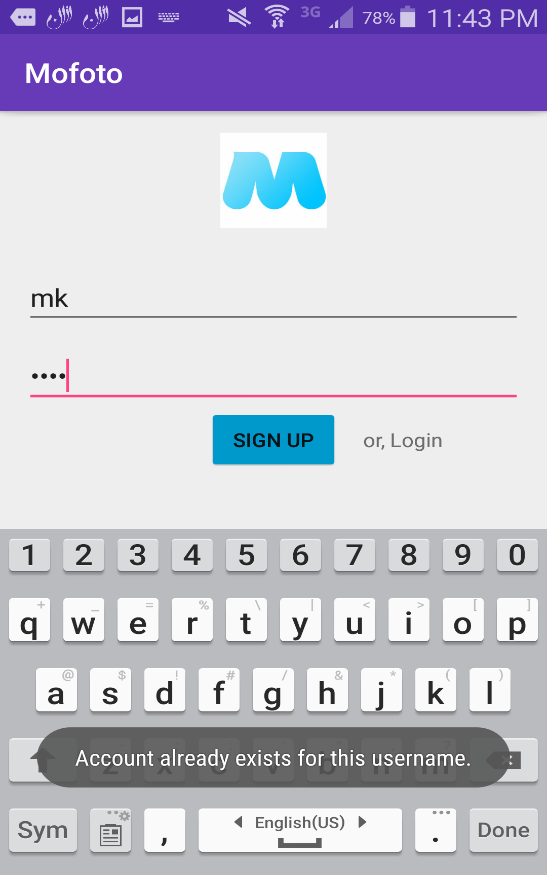 3G 78% 11:43 PM
Mofoto
mk
••••
SIGN UP or, Login
1 2 3 4 5 6 7 8 9 0
+ _ = % \ | < > [ ]
q w e r t y u i o p
@ $ ! # / & * ( )
a s d f g h j k l
Account already exists for this username.
Sym , English(US) . Done